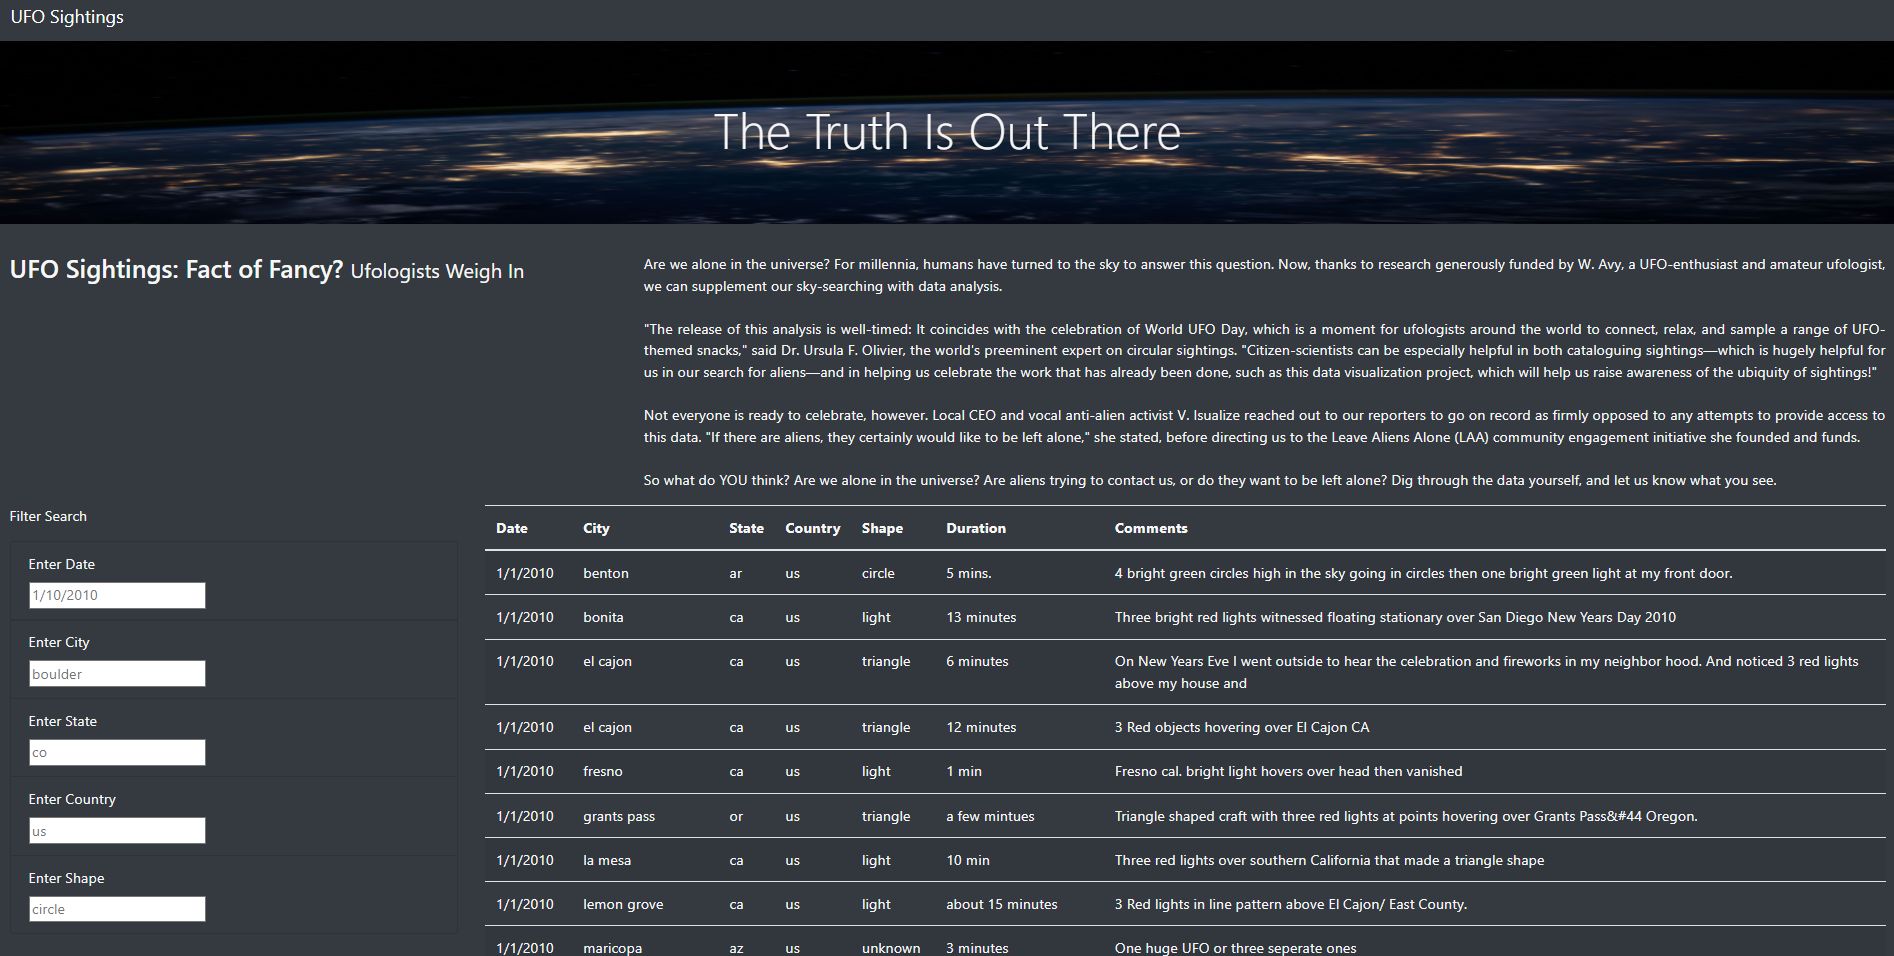 UFO Sightings
The Truth Is Out There
UFO Sightings: Fact of Fancy? Ufologists Weigh In
Are we alone in the universe? For millennia, humans have turned to the sky to answer this question. Now, thanks to research generously funded by W. Avy, a UFO-enthusiast and amateur ufologist,
we can supplement our sky-searching with data analysis.
"The release of this analysis is well-timed: It coincides with the celebration of World UFO Day, which is a moment for ufologists around the world to connect, relax, and sample a range of UFO-
themed snacks," said Dr. Ursula F. Olivier, the world's preeminent expert on circular sightings. "Citizen-scientists can be especially helpful in both cataloguing sightings—which is hugely helpful for
us in our search for aliens—and in helping us celebrate the work that has already been done, such as this data visualization project, which will help us raise awareness of the ubiquity of sightings!"
Not everyone is ready to celebrate, however. Local CEO and vocal anti-alien activist V. Isualize reached out to our reporters to go on record as firmly opposed to any attempts to provide access to
this data. "If there are aliens, they certainly would like to be left alone," she stated, before directing us to the Leave Aliens Alone (LAA) community engagement initiative she founded and funds.
So what do YOU think? Are we alone in the universe? Are aliens trying to contact us, or do they want to be left alone? Dig through the data yourself, and let us know what you see.
Filter Search
Enter Date
1/10/2010
Enter City
boulder
Enter State
co
Enter Country
us
Enter Shape
circle
Date City State Country Shape Duration Comments
1/1/2010 benton ar us circle 5 mins. 4 bright green circles high in the sky going in circles then one bright green light at my front door.
1/1/2010 bonita ca us light 13 minutes Three bright red lights witnessed floating stationary over San Diego New Years Day 2010
1/1/2010 el cajon ca us triangle 6 minutes On New Years Eve I went outside to hear the celebration and fireworks in my neighbor hood. And noticed 3 red lights
above my house and
1/1/2010 el cajon ca us triangle 12 minutes 3 Red objects hovering over El Cajon CA
1/1/2010 fresno ca us light 1 min Fresno cal. bright light hovers over head then vanished
1/1/2010 grants pass or us triangle a few mintues Triangle shaped craft with three red lights at points hovering over Grants Pass&#44 Oregon.
1/1/2010 la mesa ca us light 10 min Three red lights over southern California that made a triangle shape
1/1/2010 lemon grove ca us light about 15 minutes 3 Red lights in line pattern above El Cajon/ East County.
1/1/2010 maricopa az us unknown 3 minutes One huge UFO or three seperate ones